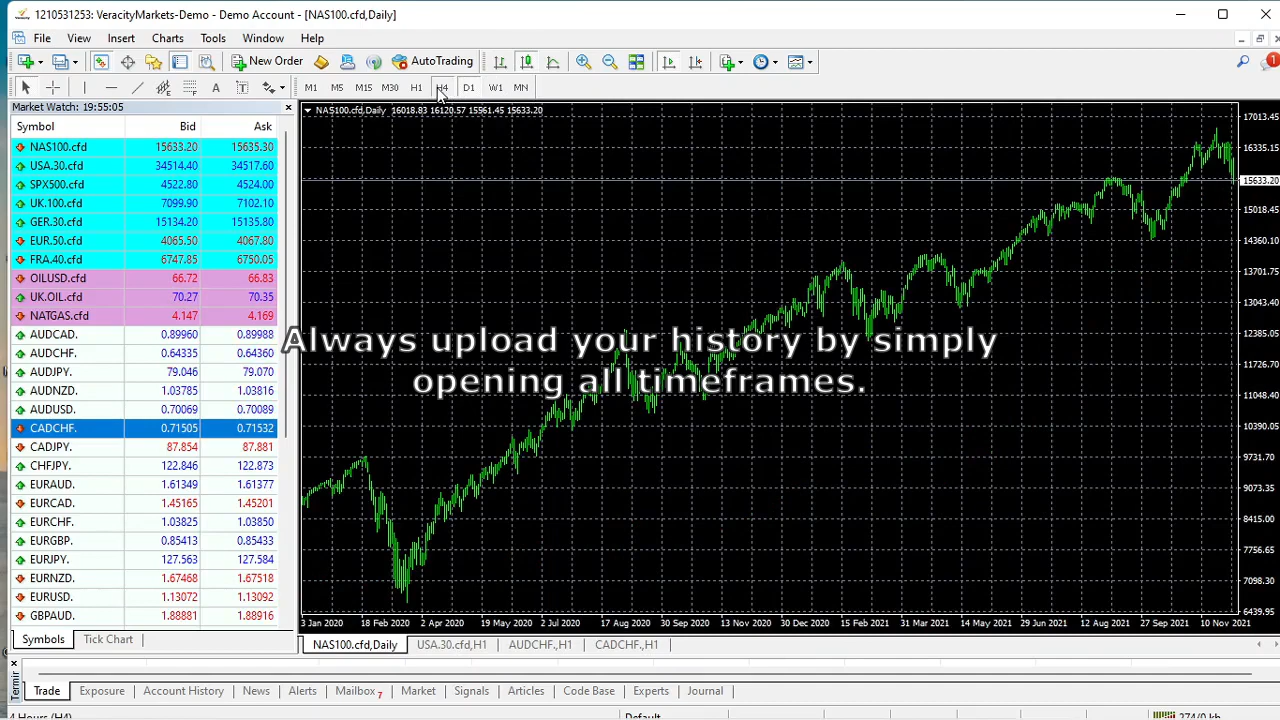 1210531253: VeracityMarkets-Demo - Demo Account - [NAS100.cfd,Daily]
File View Insert Charts Tools Window Help
New Order AutoTrading
1
A T M1 M5 M15 M30 H1 H4 D1 W1 MN
Market Watch: 19:55:05
Symbol Bid Ask
NAS100.cfd 15633.20 15635.30
USA.30.cfd 34514.40 34517.60
SPX500.cfd 4522.80 4524.00
UK.100.cfd 7099.90 7102.10
GER.30.cfd 15134.20 15135.80
EUR.50.cfd 4065.50 4067.80
FRA.40.cfd 6747.85 6750.05
OILUSD.cfd 66.72 66.83
UK.OIL.cfd 70.27 70.35
NATGAS.cfd 4.147 4.169
AUDCAD. 0.89960 0.89988
AUDCHF. 0.64335 0.64360
AUDJPY. 79.046 79.070
AUDNZD. 1.03785 1.03816
AUDUSD. 0.70069 0.70089
CADCHF. 0.71505 0.71532
CADJPY. 87.854 87.881
CHFJPY. 122.846 122.873
EURAUD. 1.61349 1.61377
EURCAD. 1.45165 1.45201
EURCHF. 1.03825 1.03850
EURGBP. 0.85413 0.85433
EURJPY. 127.563 127.584
EURNZD. 1.67468 1.67518
EURUSD. 1.13072 1.13092
GBPAUD. 1.88881 1.88916
Symbols Tick Chart
NAS100.cfd,Daily 16018.83 16120.57 15561.45 15633.20
Always upload your history by simply
opening all timeframes.
17013.45
16335.15
15633.20
15018.45
14360.10
13701.75
13043.40
12385.05
11726.70
11048.40
10390.05
9731.70
9073.35
8415.00
7756.65
7098.30
6439.95
3 Jan 2020 18 Feb 2020 2 Apr 2020 19 May 2020 2 Jul 2020 17 Aug 2020 30 Sep 2020 13 Nov 2020 30 Dec 2020 15 Feb 2021 31 Mar 2021 14 May 2021 29 Jun 2021 12 Aug 2021 27 Sep 2021 10 Nov 2021
NAS100.cfd,Daily USA.30.cfd,H1 AUDCHF.,H1 CADCHF.,H1
Trade Exposure Account History News Alerts Mailbox 7 Market Signals Articles Code Base Experts Journal
4 Hours (H4) Default 274/0 kb